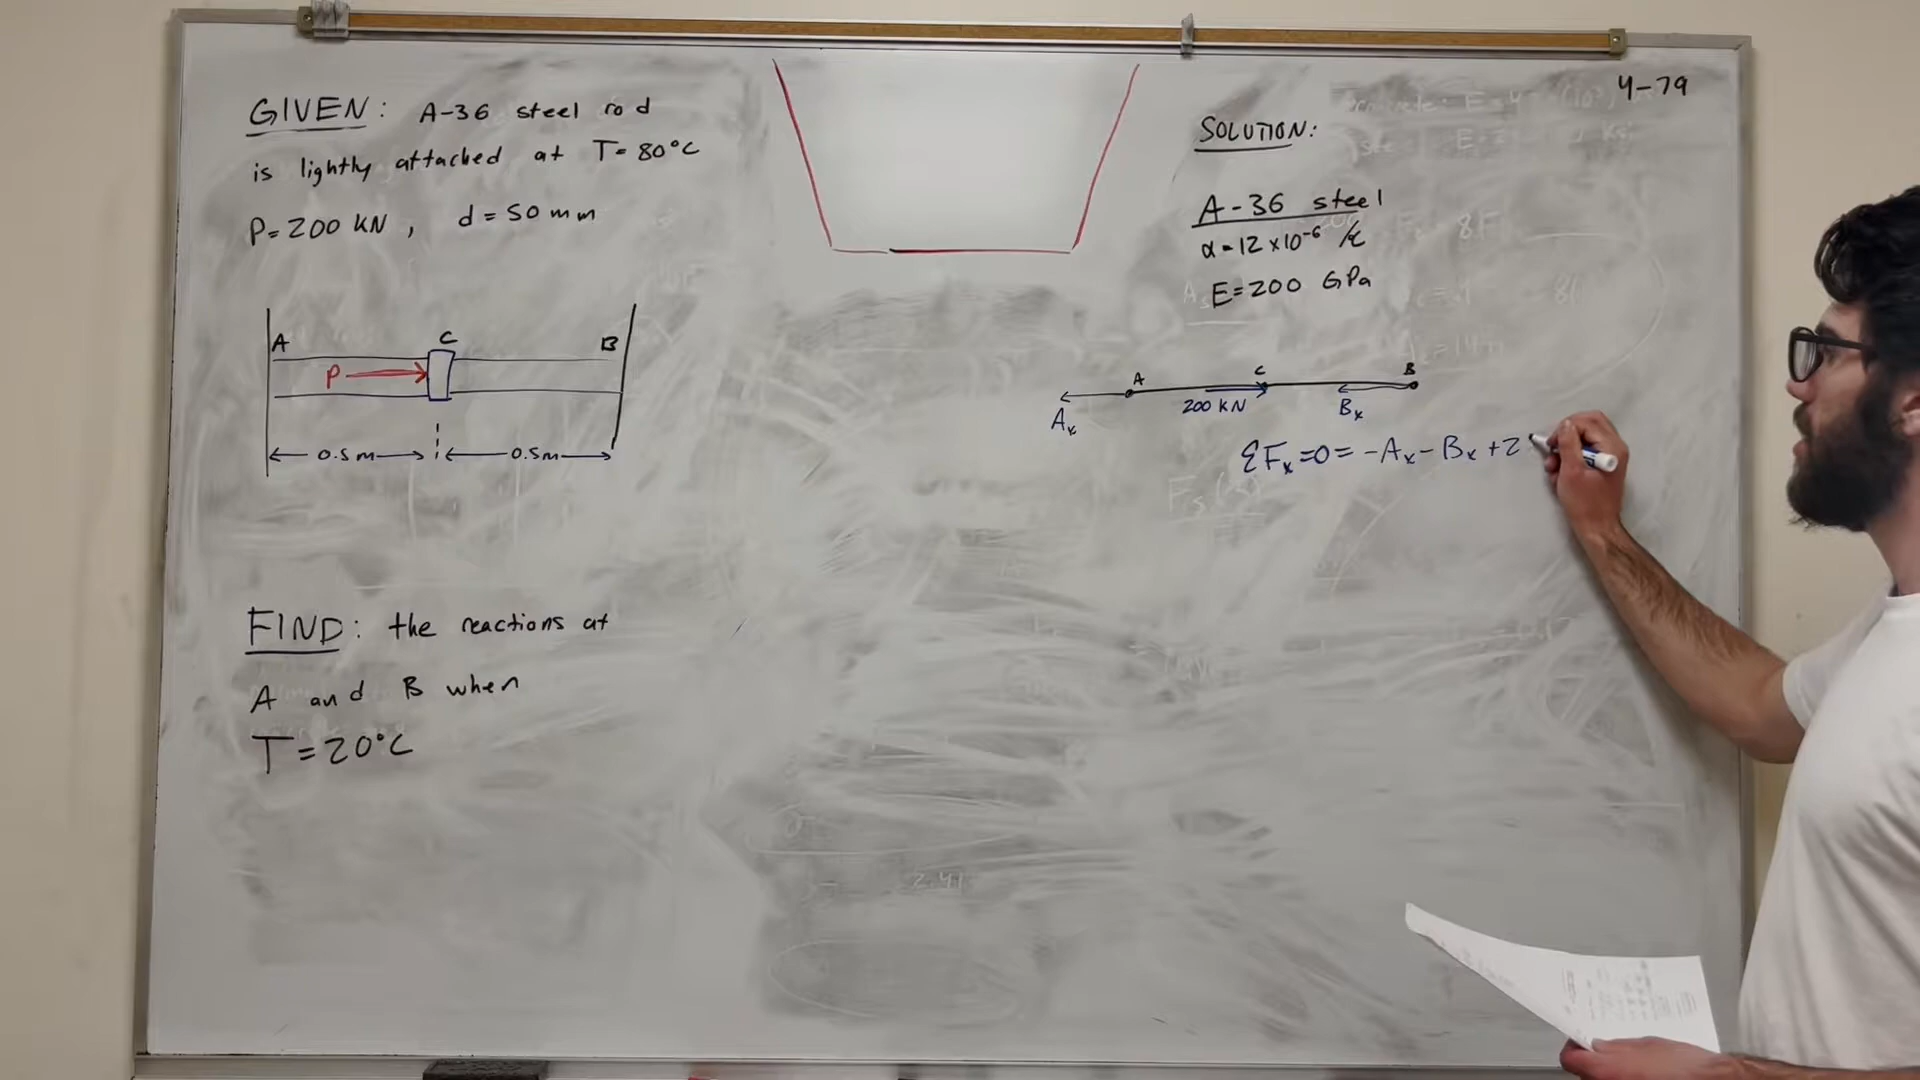 4-79
GIVEN: A-36 steel rod
is lightly attached at T=80°C
P=200 KN, d=50mm
A C B
P
0.5m 0.5m
FIND: the reactions at
A and B when
T=20°C
SOLUTION:
A-36 steel
α=12×10⁻⁶ /°C
E=200 GPa
A C B
Aₓ 200 KN Bₓ
ΣFₓ=0=-Aₓ-Bₓ+2